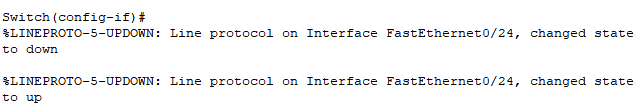 Switch(config-if)#
%LINEPROTO-5-UPDOWN: Line protocol on Interface FastEthernet0/24, changed state
to down
%LINEPROTO-5-UPDOWN: Line protocol on Interface FastEthernet0/24, changed state
to up